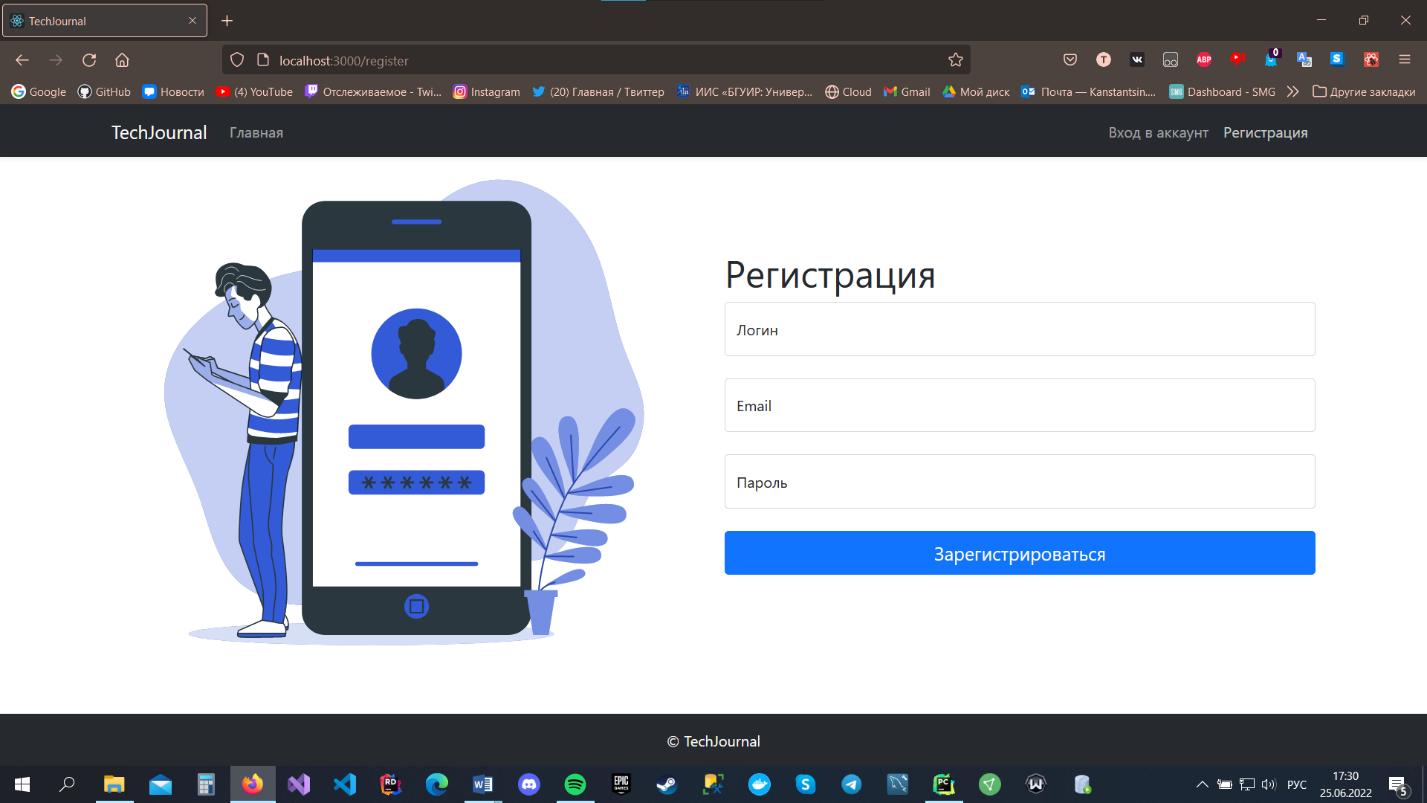 TechJournal
localhost:3000/register
Google GitHub Новости (4) YouTube Отслеживаемое - Twi... Instagram (20) Главная / Твиттер ИИС «БГУИР: Универ... Cloud Gmail Мой диск Почта — Kanstantsin.... Dashboard - SMG Другие закладки
TechJournal Главная Вход в аккаунт Регистрация
Регистрация
Логин
Email
Пароль
******
Зарегистрироваться
© TechJournal
РУС 17:30
25.06.2022 5